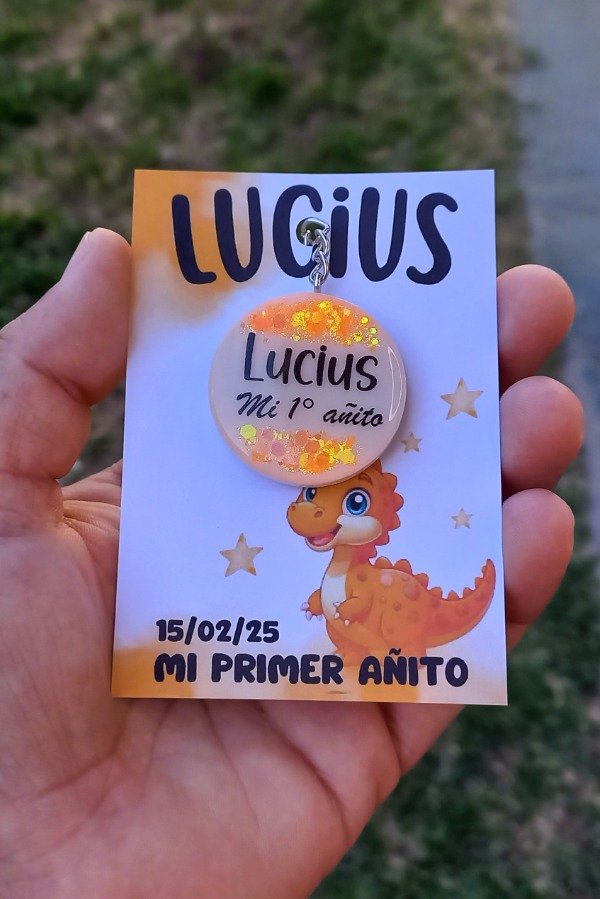 LUCiUS
Lucius
Mi 1° añito
15/02/25
MI PRIMER AÑITO